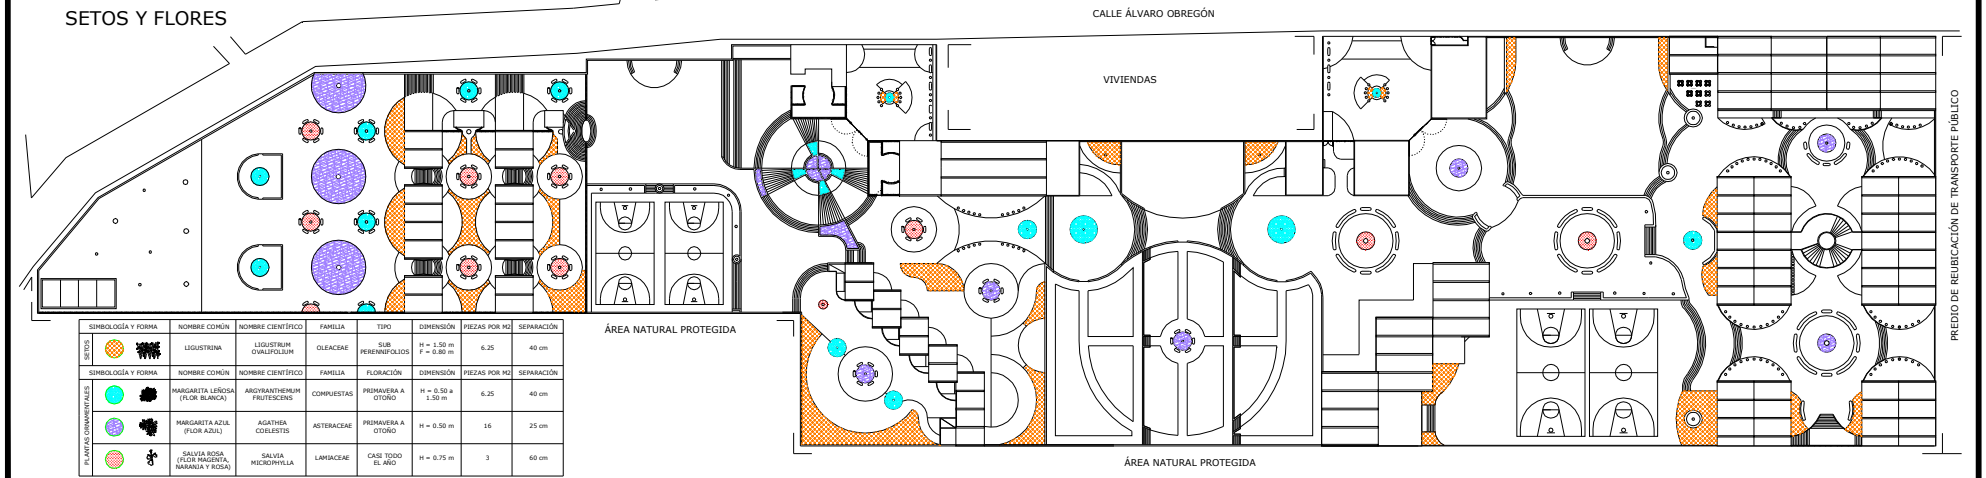 SETOS Y FLORES
CALLE ÁLVARO OBREGÓN
VIVIENDAS
PREDIO DE REUBICACIÓN DE TRANSPORTE PÚBLICO
ÁREA NATURAL PROTEGIDA
ÁREA NATURAL PROTEGIDA
SIMBOLOGÍA Y FORMA NOMBRE COMÚN NOMBRE CIENTÍFICO FAMILIA TIPO DIMENSIÓN PIEZAS POR M2 SEPARACIÓN
SETOS
LIGUSTRINA LIGUSTRUM OVALIFOLIUM OLEACEAE SUB PERENNIFOLIOS H = 1.50 m F = 0.80 m 6.25 40 cm
SIMBOLOGÍA Y FORMA NOMBRE COMÚN NOMBRE CIENTÍFICO FAMILIA FLORACIÓN DIMENSIÓN PIEZAS POR M2 SEPARACIÓN
PLANTAS ORNAMENTALES
MARGARITA LEÑOSA (FLOR BLANCA) ARGYRANTHEMUM FRUTESCENS COMPUESTAS PRIMAVERA A OTOÑO H = 0.50 a 1.50 m 6.25 40 cm
MARGARITA AZUL (FLOR AZUL) AGATHEA COELESTIS ASTERACEAE PRIMAVERA A OTOÑO H = 0.50 m 16 25 cm
SALVIA ROSA (FLOR MAGENTA, NARANJA Y ROSA) SALVIA MICROPHYLLA LAMIACEAE CASI TODO EL AÑO H = 0.75 m 3 60 cm